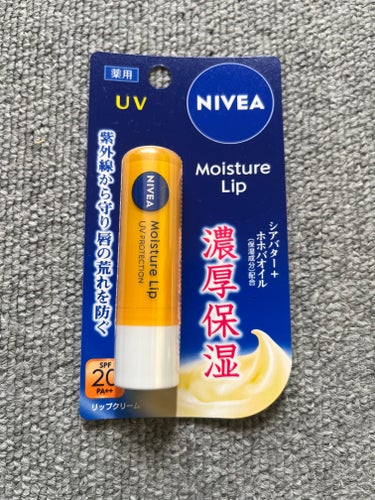 薬用
UV
NIVEA
紫外線から守り唇の荒れを防ぐ
Moisture
Lip
シアバター+
ホホバオイル
(保湿成分)配合
濃厚保湿
NIVEA
Moisture Lip
UV PROTECTION
SPF
20
PA++
リップクリーム